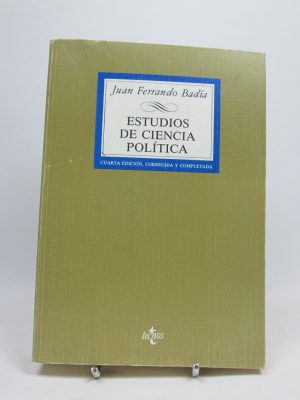 Juan Ferrando Badía
ESTUDIOS
DE CIENCIA
POLÍTICA
CUARTA EDICIÓN, CORREGIDA Y COMPLETADA
tecnos